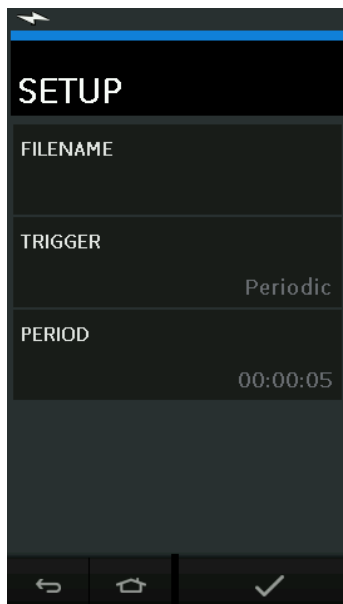 SETUP
FILENAME
TRIGGER
Periodic
PERIOD
00:00:05